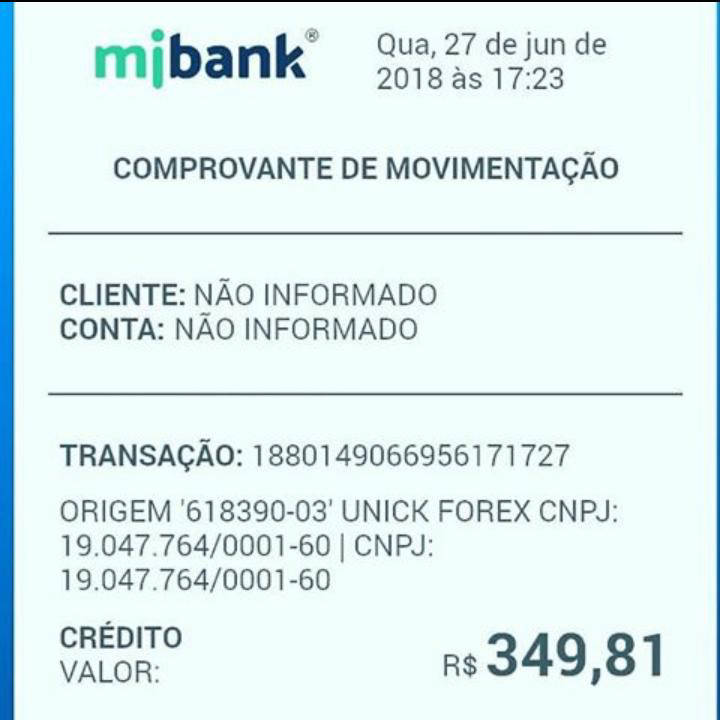 mjbank®
Qua, 27 de jun de
2018 às 17:23
COMPROVANTE DE MOVIMENTAÇÃO
CLIENTE: NÃO INFORMADO
CONTA: NÃO INFORMADO
TRANSAÇÃO: 1880149066956171727
ORIGEM '618390-03' UNICK FOREX CNPJ:
19.047.764/0001-60 | CNPJ:
19.047.764/0001-60
CRÉDITO
VALOR:
R$ 349,81